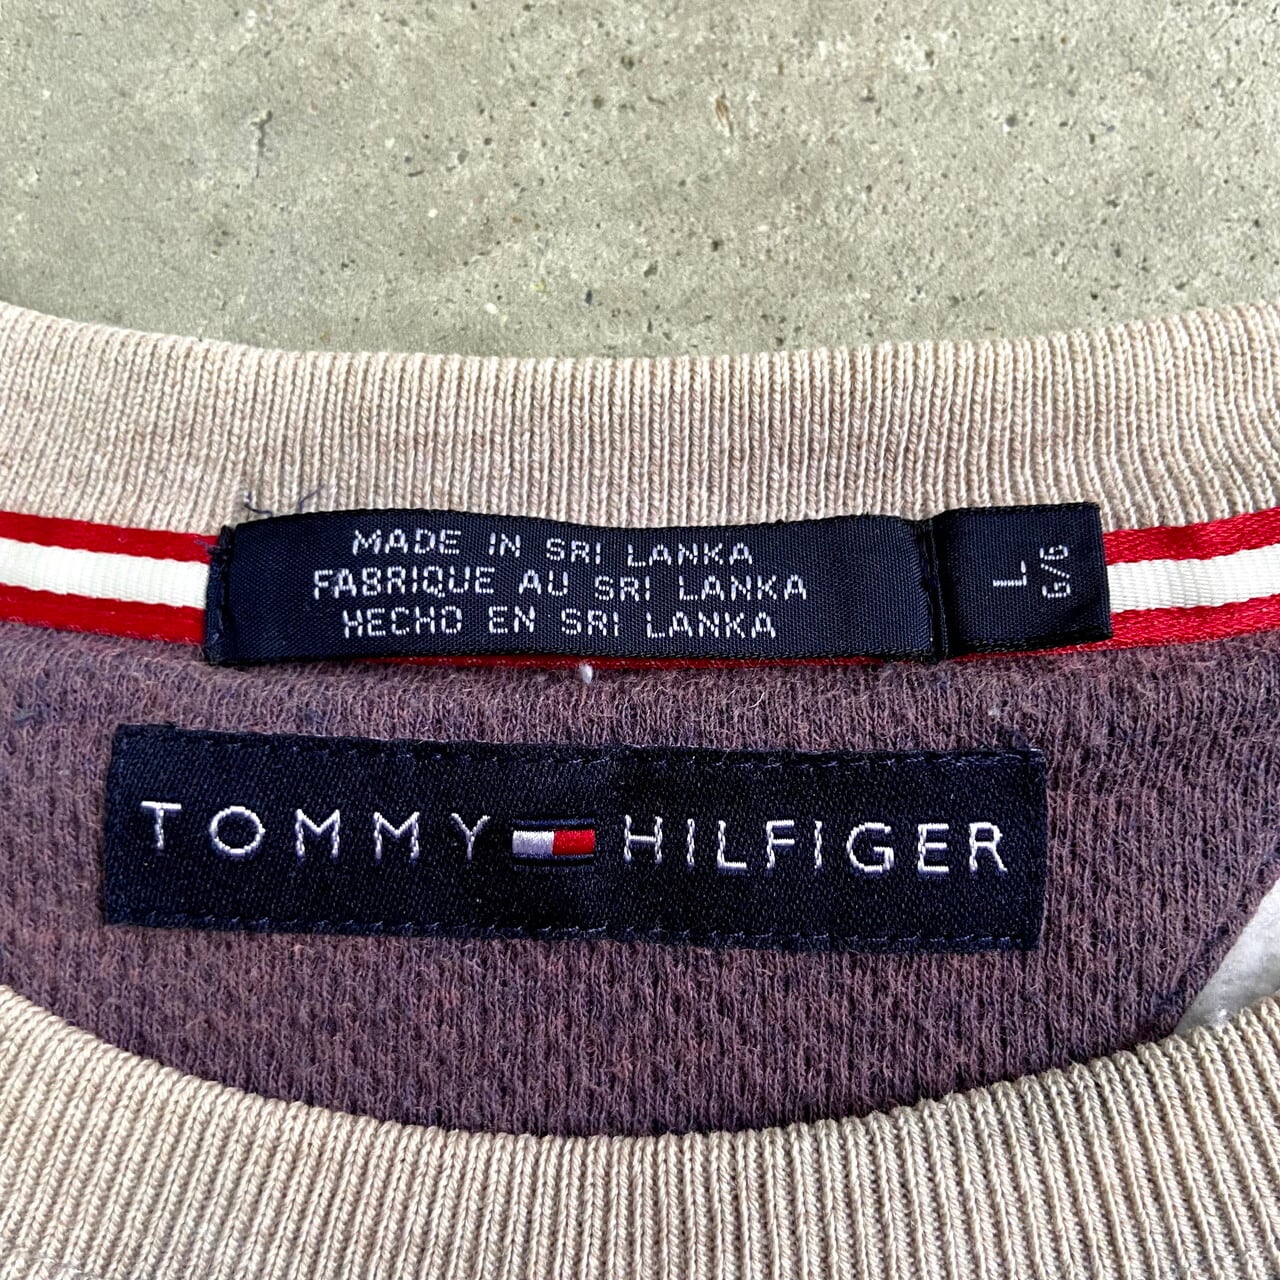 MADE IN SRI LANKA
FABRIQUE AU SRI LANKA
HECHO EN SRI LANKA
L
G/G
TOMMY HILFIGER